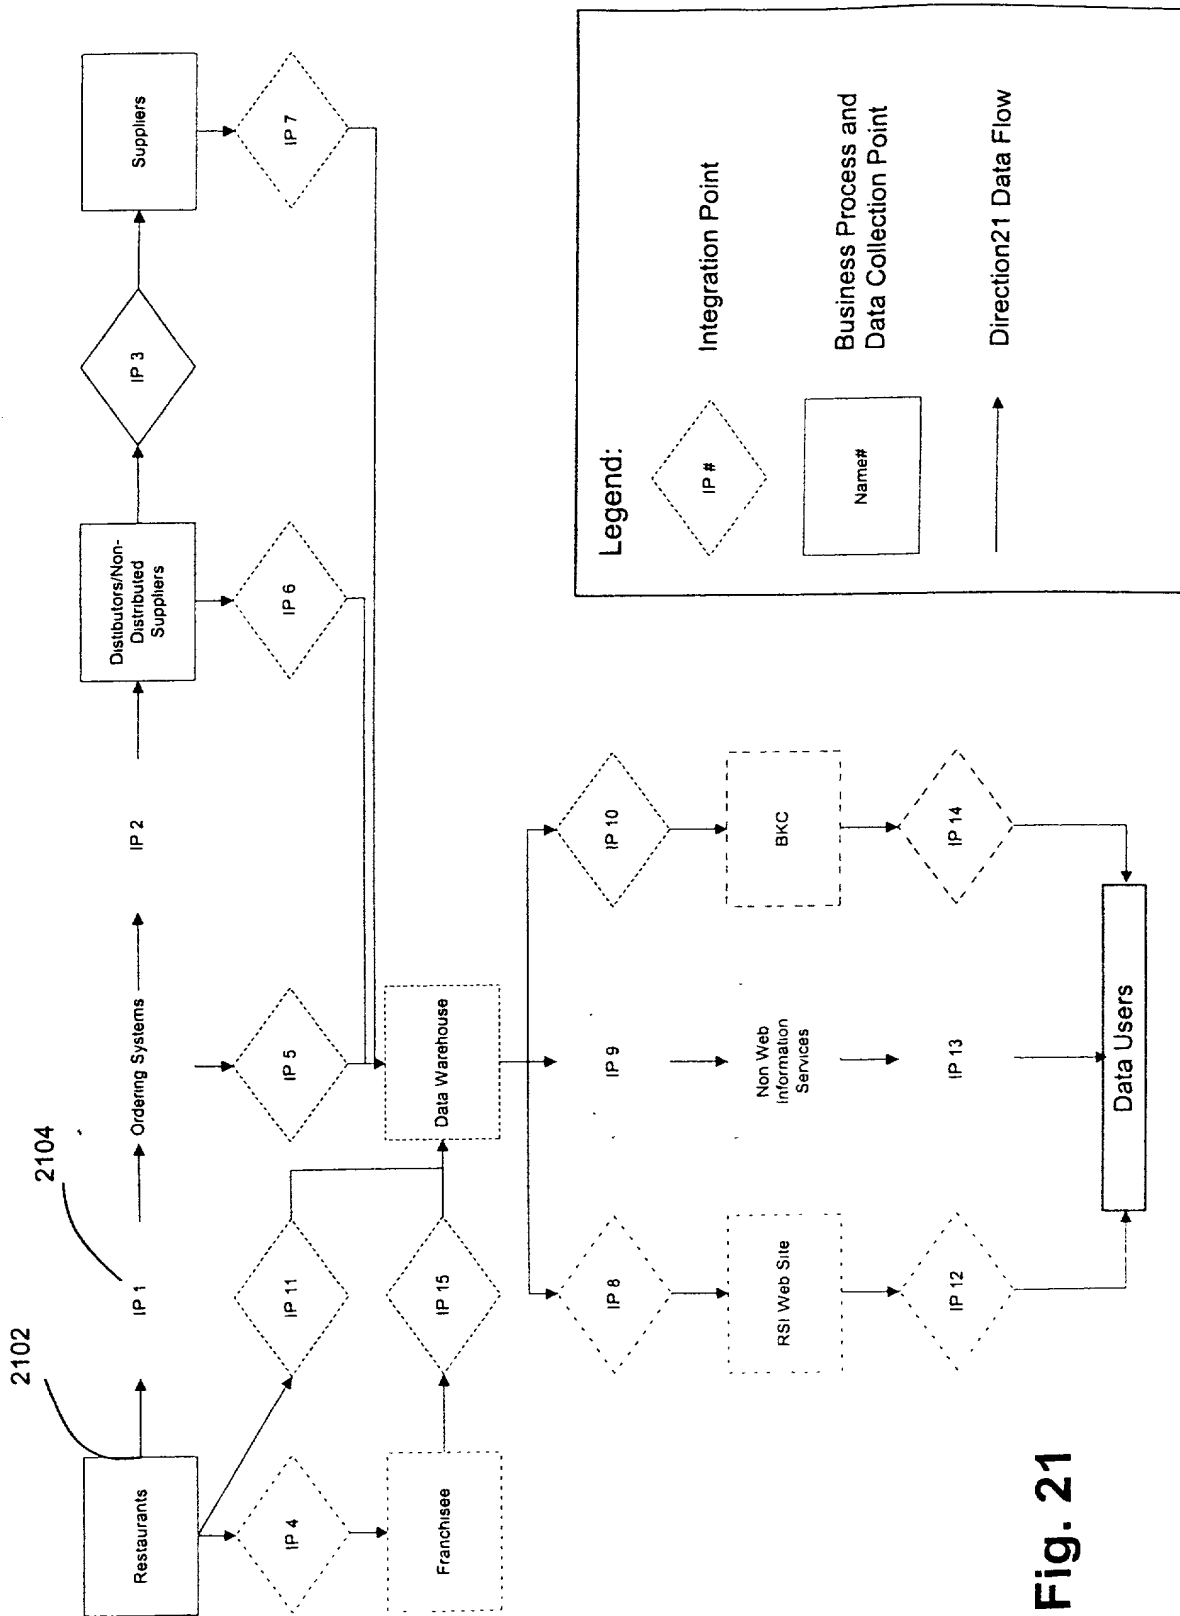 2102
2104
Restaurants
IP 1
Ordering Systems
IP 2
Distibutors/Non-
Distributed
Suppliers
IP 3
Suppliers
IP 4
IP 11
IP 5
IP 6
IP 7
Franchisee
IP 15
Data Warehouse
IP 8
IP 9
IP 10
RSI Web Site
Non Web
Information
Services
BKC
IP 12
IP 13
IP 14
Data Users
Legend:
IP #
Integration Point
Name#
Business Process and
Data Collection Point
Direction21 Data Flow
Fig. 21